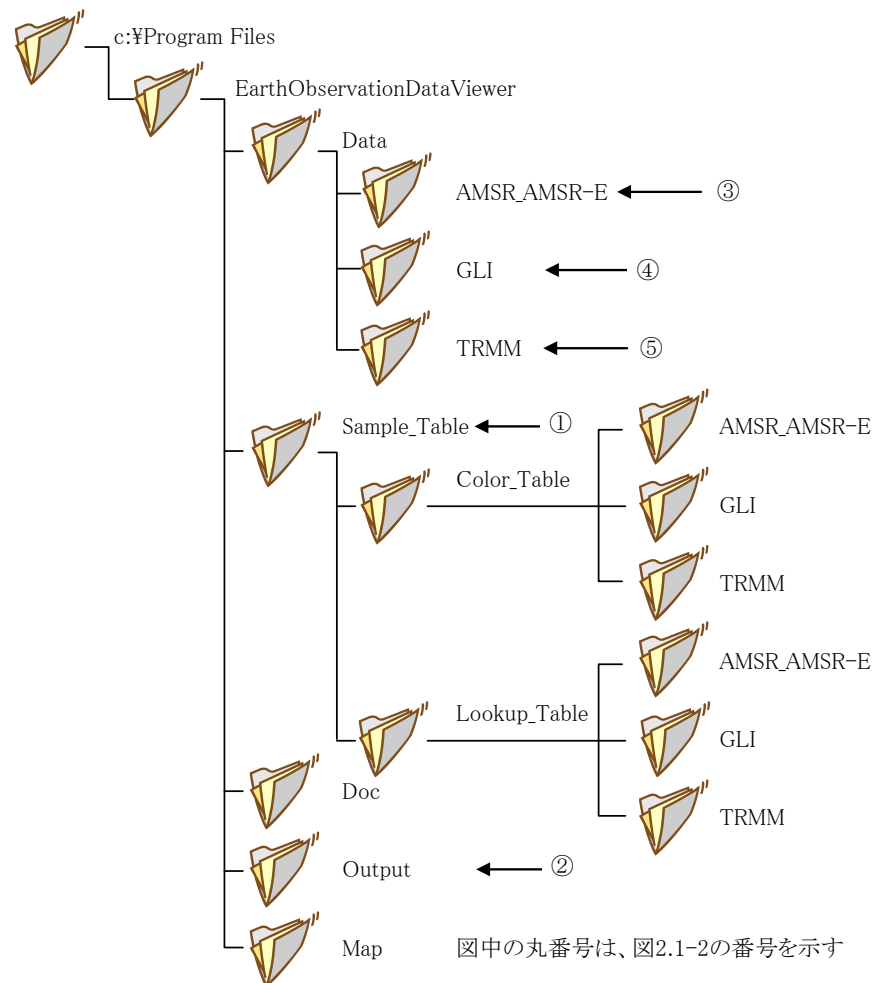 c:¥Program Files
EarthObservationDataViewer
Data
AMSR_AMSR-E ③
GLI ④
TRMM ⑤
Sample_Table ①
Color_Table
AMSR_AMSR-E
GLI
TRMM
Lookup_Table
AMSR_AMSR-E
GLI
TRMM
Doc
Output ②
Map
図中の丸番号は、図2.1-2の番号を示す